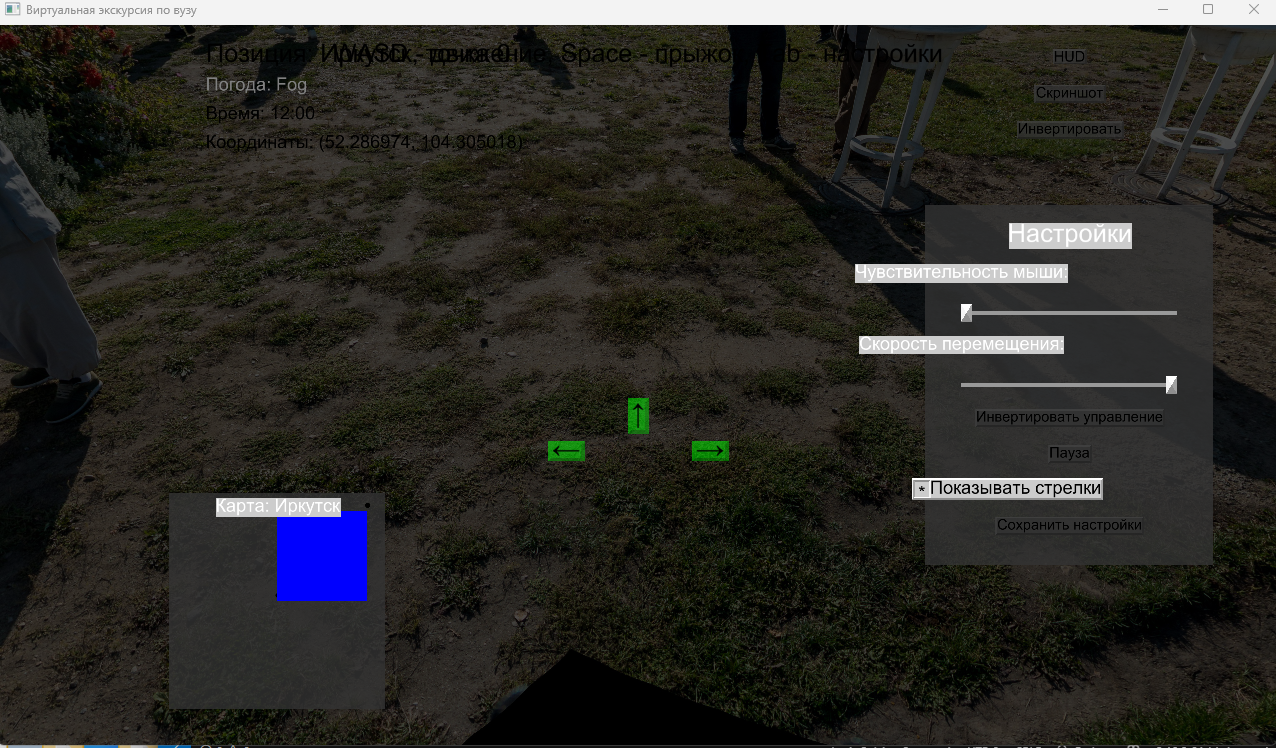 Виртуальная экскурсия по вузу
Позиция: Иркутск, точка 0
WASD - движение, Space - прыжок, Tab - настройки
Погода: Fog
Время: 12:00
Координаты: (52.286974, 104.305018)
HUD
Скриншот
Инвертировать
Настройки
Чувствительность мыши:
Скорость перемещения:
Инвертировать управление
Пауза
* Показывать стрелки
Сохранить настройки
↑
← →
Карта: Иркутск